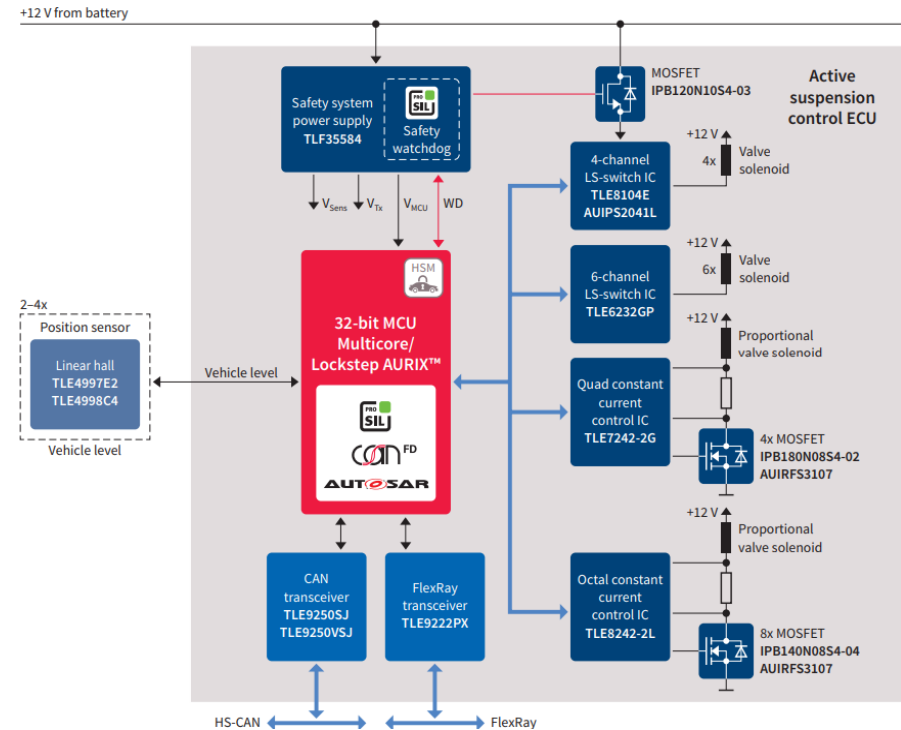 +12 V from battery
Active
suspension
control ECU
Safety system
power supply
TLF35584
PRO
SIL
Safety
watchdog
MOSFET
IPB120N10S4-03
VSens
VTx
VMCU
WD
4-channel
LS-switch IC
TLE8104E
AUIPS2041L
+12 V
4x
Valve
solenoid
HSM
32-bit MCU
Multicore/
Lockstep AURIX™
PRO
SIL
CAN FD
AUTOSAR
6-channel
LS-switch IC
TLE6232GP
+12 V
6x
Valve
solenoid
2–4x
Position sensor
Linear hall
TLE4997E2
TLE4998C4
Vehicle level
Vehicle level
Quad constant
current
control IC
TLE7242-2G
+12 V
Proportional
valve solenoid
4x MOSFET
IPB180N08S4-02
AUIRFS3107
CAN
transceiver
TLE9250SJ
TLE9250VSJ
FlexRay
transceiver
TLE9222PX
Octal constant
current
control IC
TLE8242-2L
+12 V
Proportional
valve solenoid
8x MOSFET
IPB140N08S4-04
AUIRFS3107
HS-CAN
FlexRay